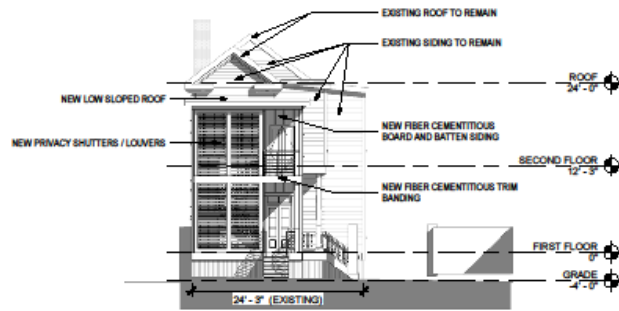 EXISTING ROOF TO REMAIN
EXISTING SIDING TO REMAIN
ROOF
24' - 0"
NEW LOW SLOPED ROOF
NEW FIBER CEMENTITIOUS
BOARD AND BATTEN SIDING
NEW PRIVACY SHUTTERS / LOUVERS
SECOND FLOOR
12' - 3"
NEW FIBER CEMENTITIOUS TRIM
BANDING
FIRST FLOOR
0"
GRADE
-4' - 0"
24' - 3" (EXISTING)